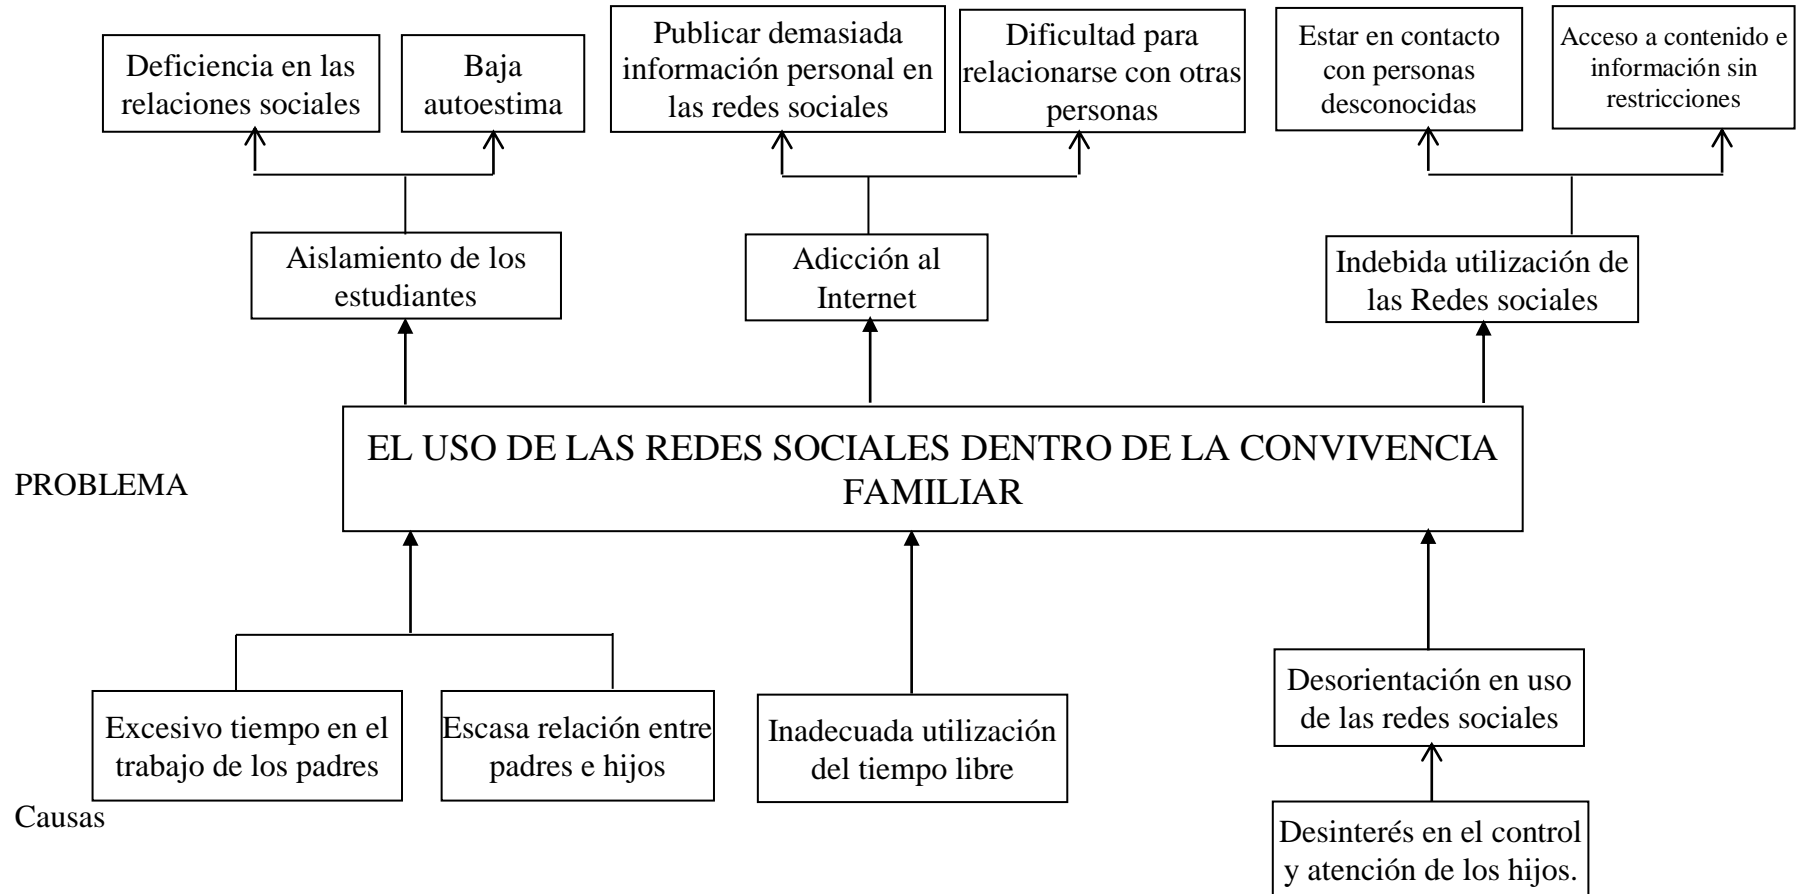 Deficiencia en las
relaciones sociales
Baja
autoestima
Publicar demasiada
información personal en
las redes sociales
Dificultad para
relacionarse con otras
personas
Estar en contacto
con personas
desconocidas
Acceso a contenido e
información sin
restricciones
Aislamiento de los
estudiantes
Adicción al
Internet
Indebida utilización de
las Redes sociales
PROBLEMA
EL USO DE LAS REDES SOCIALES DENTRO DE LA CONVIVENCIA
FAMILIAR
Excesivo tiempo en el
trabajo de los padres
Escasa relación entre
padres e hijos
Inadecuada utilización
del tiempo libre
Desorientación en uso
de las redes sociales
Causas
Desinterés en el control
y atención de los hijos.